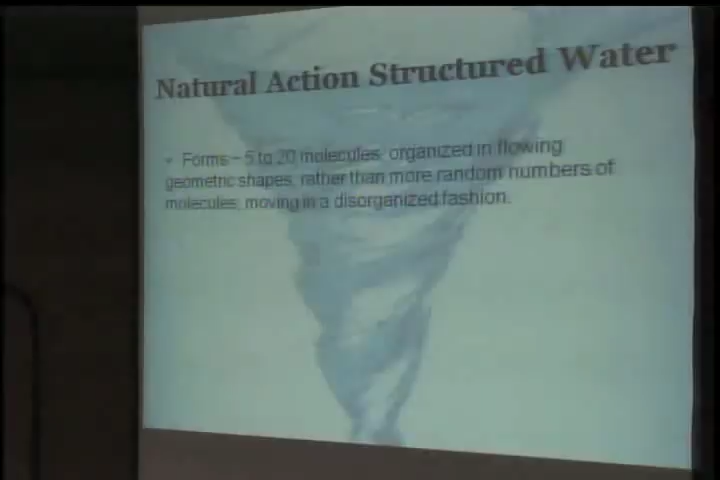 Natural Action Structured Water
• Forms – 5 to 20 molecules, organized in flowing
geometric shapes, rather than more random numbers of
molecules, moving in a disorganized fashion.